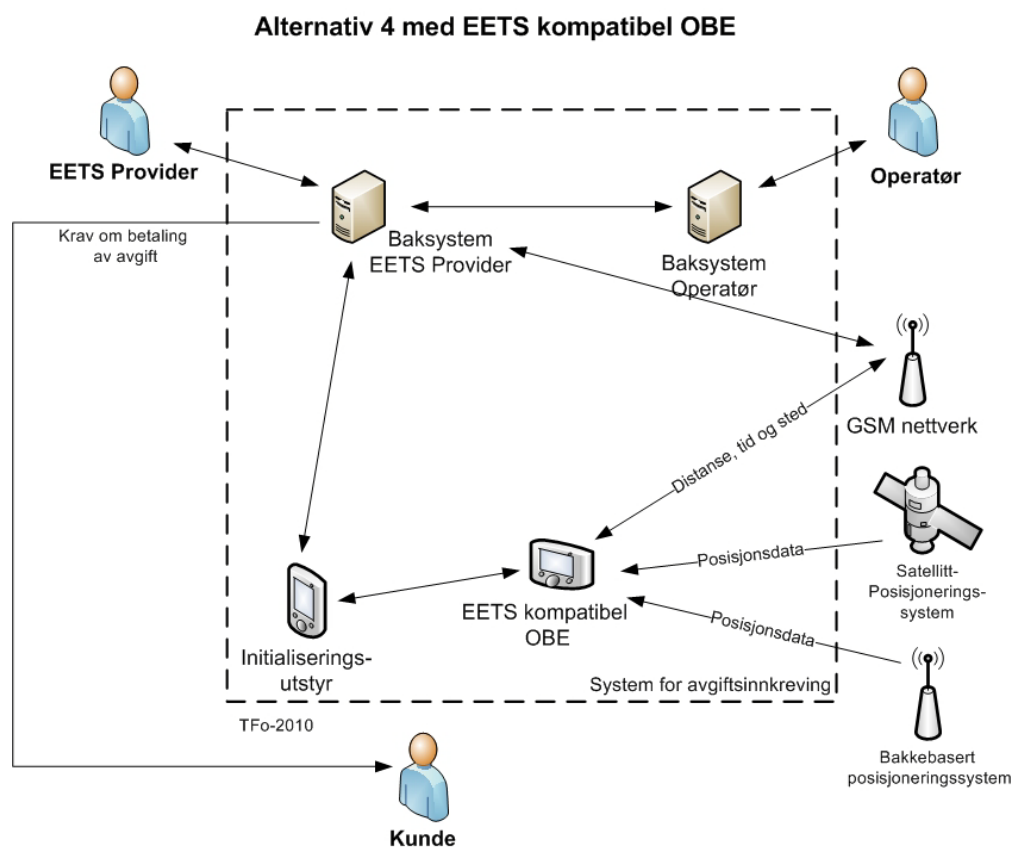 Alternativ 4 med EETS kompatibel OBE
EETS Provider
Operatør
Krav om betaling
av avgift
Baksystem
EETS Provider
Baksystem
Operatør
GSM nettverk
Distanse, tid og sted
Posisjonsdata
Satellitt-
Posisjonerings-
system
EETS kompatibel
OBE
Posisjonsdata
Initialiserings-
utstyr
System for avgiftsinnkreving
TFo-2010
Bakkebasert
posisjoneringssystem
Kunde